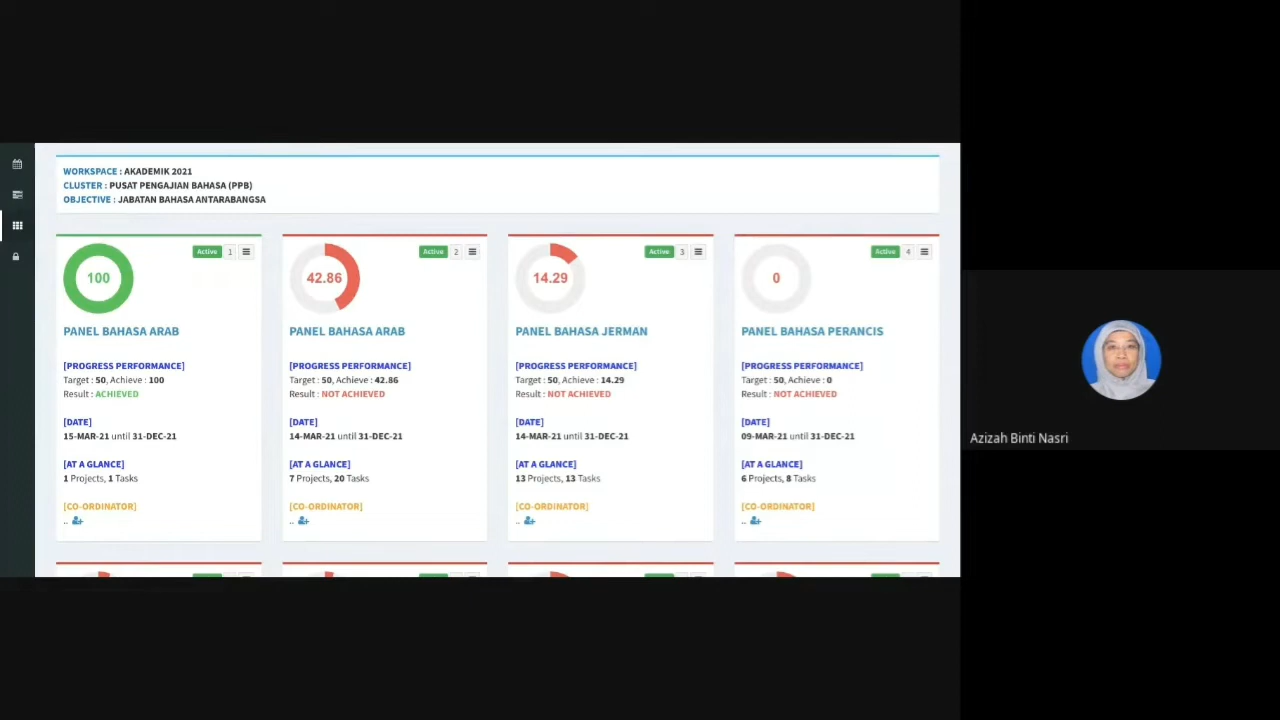 WORKSPACE : AKADEMIK 2021
CLUSTER : PUSAT PENGAJIAN BAHASA (PPB)
OBJECTIVE : JABATAN BAHASA ANTARABANGSA
100
Active 1
PANEL BAHASA ARAB
[PROGRESS PERFORMANCE]
Target : 50, Achieve : 100
Result : ACHIEVED
[DATE]
15-MAR-21 until 31-DEC-21
[AT A GLANCE]
1 Projects, 1 Tasks
[CO-ORDINATOR]
..
42.86
Active 2
PANEL BAHASA ARAB
[PROGRESS PERFORMANCE]
Target : 50, Achieve : 42.86
Result : NOT ACHIEVED
[DATE]
14-MAR-21 until 31-DEC-21
[AT A GLANCE]
7 Projects, 20 Tasks
[CO-ORDINATOR]
..
14.29
Active 3
PANEL BAHASA JERMAN
[PROGRESS PERFORMANCE]
Target : 50, Achieve : 14.29
Result : NOT ACHIEVED
[DATE]
14-MAR-21 until 31-DEC-21
[AT A GLANCE]
13 Projects, 13 Tasks
[CO-ORDINATOR]
..
0
Active 4
PANEL BAHASA PERANCIS
[PROGRESS PERFORMANCE]
Target : 50, Achieve : 0
Result : NOT ACHIEVED
[DATE]
09-MAR-21 until 31-DEC-21
[AT A GLANCE]
6 Projects, 8 Tasks
[CO-ORDINATOR]
..
Azizah Binti Nasri